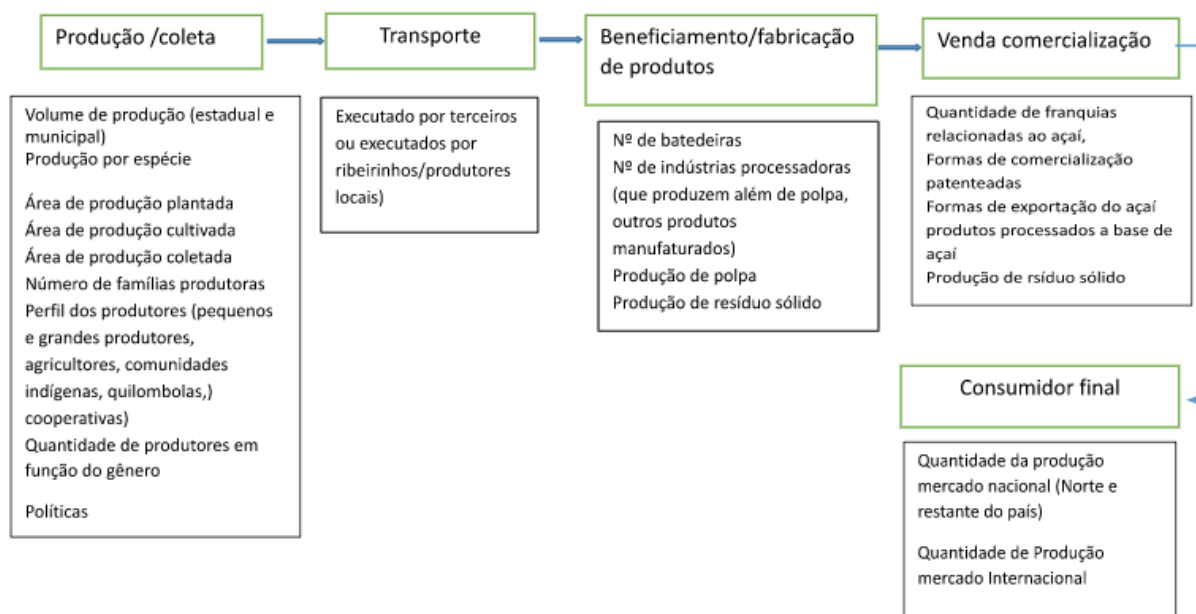 Produção /coleta
Volume de produção (estadual e
municipal)
Produção por espécie
Área de produção plantada
Área de produção cultivada
Área de produção coletada
Número de famílias produtoras
Perfil dos produtores (pequenos
e grandes produtores,
agricultores, comunidades
indígenas, quilombolas,)
cooperativas)
Quantidade de produtores em
função do gênero
Políticas
Transporte
Executado por terceiros
ou executados por
ribeirinhos/produtores
locais)
Beneficiamento/fabricação
de produtos
Nº de batedeiras
Nº de indústrias processadoras
(que produzem além de polpa,
outros produtos
manufaturados)
Produção de polpa
Produção de resíduo sólido
Venda comercialização
Quantidade de franquias
relacionadas ao açaí,
Formas de comercialização
patenteadas
Formas de exportação do açaí
produtos processados a base de
açaí
Produção de rsíduo sólido
Consumidor final
Quantidade da produção
mercado nacional (Norte e
restante do país)
Quantidade de Produção
mercado Internacional